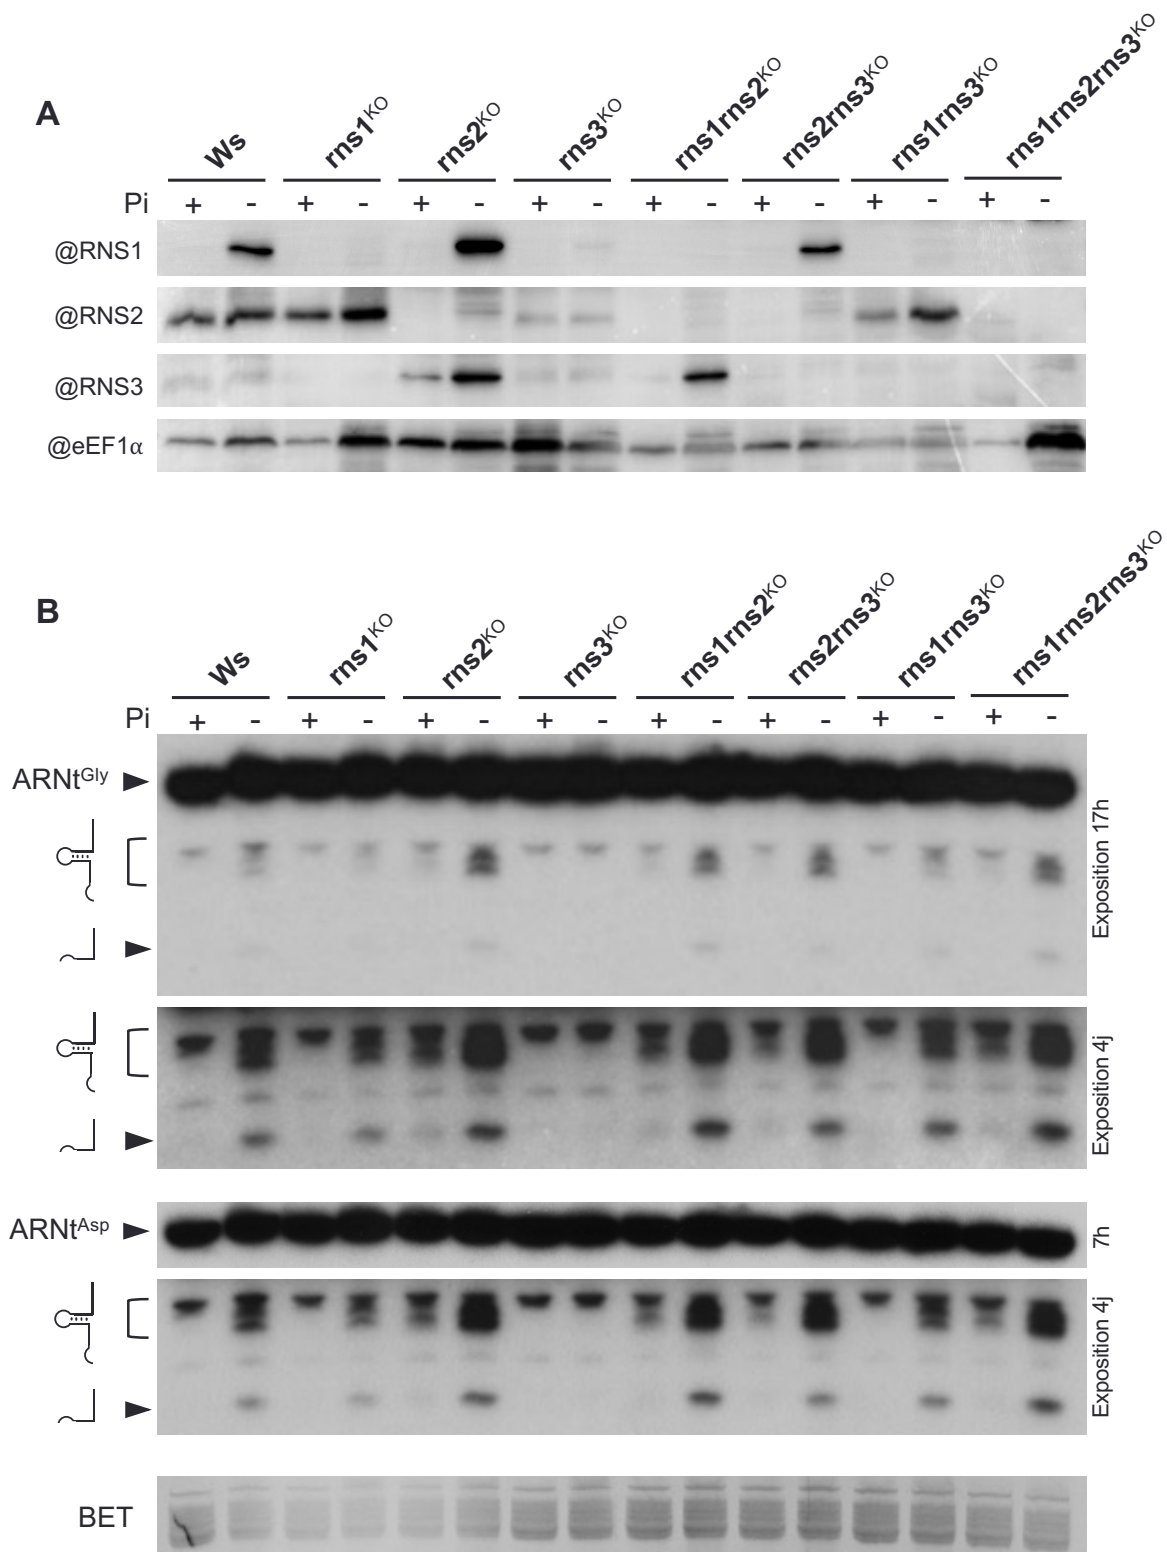 A
Ws rns1KO rns2KO rns3KO rns1rns2KO rns2rns3KO rns1rns3KO rns1rns2rns3KO
Pi + - + - + - + - + - + - + - + -
@RNS1
@RNS2
@RNS3
@eEF1α
B
Ws rns1KO rns2KO rns3KO rns1rns2KO rns2rns3KO rns1rns3KO rns1rns2rns3KO
Pi + - + - + - + - + - + - + - + -
ARNtGly
Exposition 17h
Exposition 4j
ARNtAsp
7h
Exposition 4j
BET